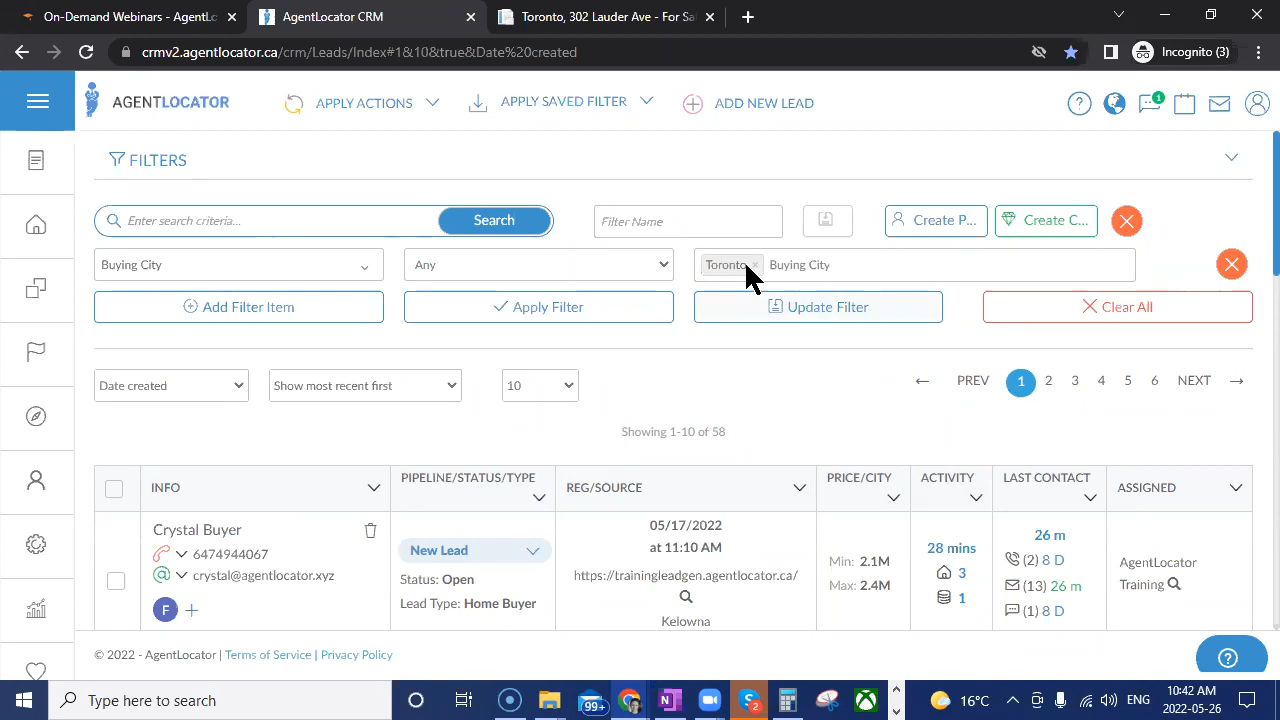 On-Demand Webinars - AgentLo
AgentLocator CRM
Toronto, 302 Lauder Ave - For Sal
crmv2.agentlocator.ca/crm/Leads/Index#1&10&true&Date%20created
Incognito (3)
AGENTLOCATOR
APPLY ACTIONS
APPLY SAVED FILTER
ADD NEW LEAD
1
FILTERS
Enter search criteria...
Search
Filter Name
Create P...
Create C...
Buying City
Any
Toronto
Buying City
Add Filter Item
Apply Filter
Update Filter
Clear All
Date created
Show most recent first
10
PREV 1 2 3 4 5 6 NEXT
Showing 1-10 of 58
INFO
PIPELINE/STATUS/TYPE
REG/SOURCE
PRICE/CITY
ACTIVITY
LAST CONTACT
ASSIGNED
Crystal Buyer
6474944067
crystal@agentlocator.xyz
F
New Lead
Status: Open
Lead Type: Home Buyer
05/17/2022
at 11:10 AM
https://trainingleadgen.agentlocator.ca/
Kelowna
Min: 2.1M
Max: 2.4M
28 mins
3
1
26 m
(2) 8 D
(13) 26 m
(1) 8 D
AgentLocator
Training
© 2022 - AgentLocator | Terms of Service | Privacy Policy
Type here to search
99+
2
16°C
ENG
10:42 AM
2022-05-26